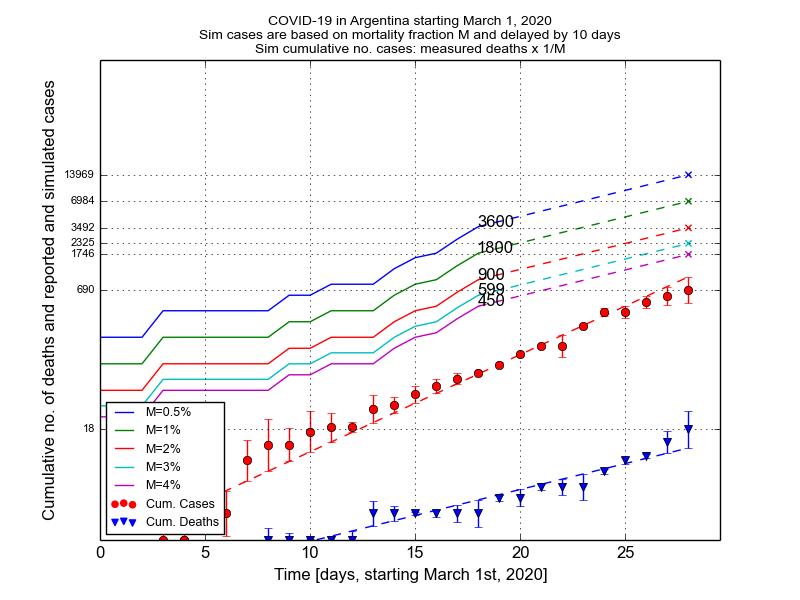 COVID-19 in Argentina starting March 1, 2020
Sim cases are based on mortality fraction M and delayed by 10 days
Sim cumulative no. cases: measured deaths x 1/M
Cumulative no. of deaths and reported and simulated cases
13969
6984
3492
2325
1746
690
18
3600
1800
900
599
450
M=0.5%
M=1%
M=2%
M=3%
M=4%
Cum. Cases
Cum. Deaths
0 5 10 15 20 25
Time [days, starting March 1st, 2020]